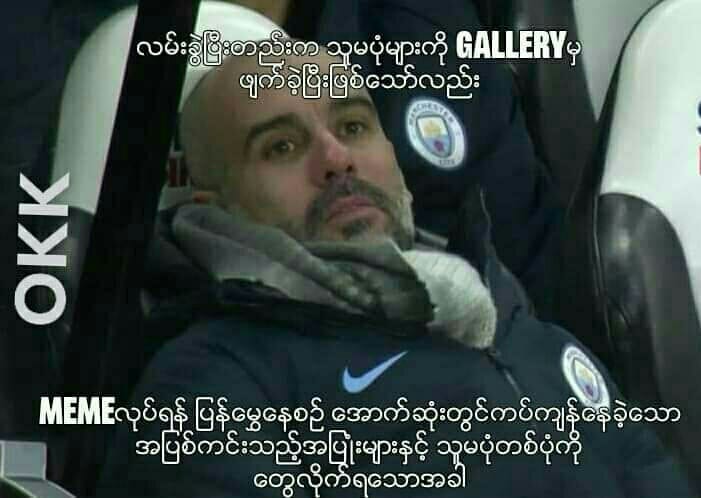 လမ်းခွဲပြီးတည်းက သူမပုံများကို GALLERYမှ
ဖျက်ခဲ့ပြီးဖြစ်သော်လည်း
MANCHESTER
CITY
OKK
MEMEလုပ်ရန် ပြန်မွှေနေစဉ် အောက်ဆုံးတွင်ကပ်ကျန်နေခဲ့သော
အပြစ်ကင်းသည့်အပြုံးများနှင့် သူမပုံတစ်ပုံကို
တွေ့လိုက်ရသောအခါ